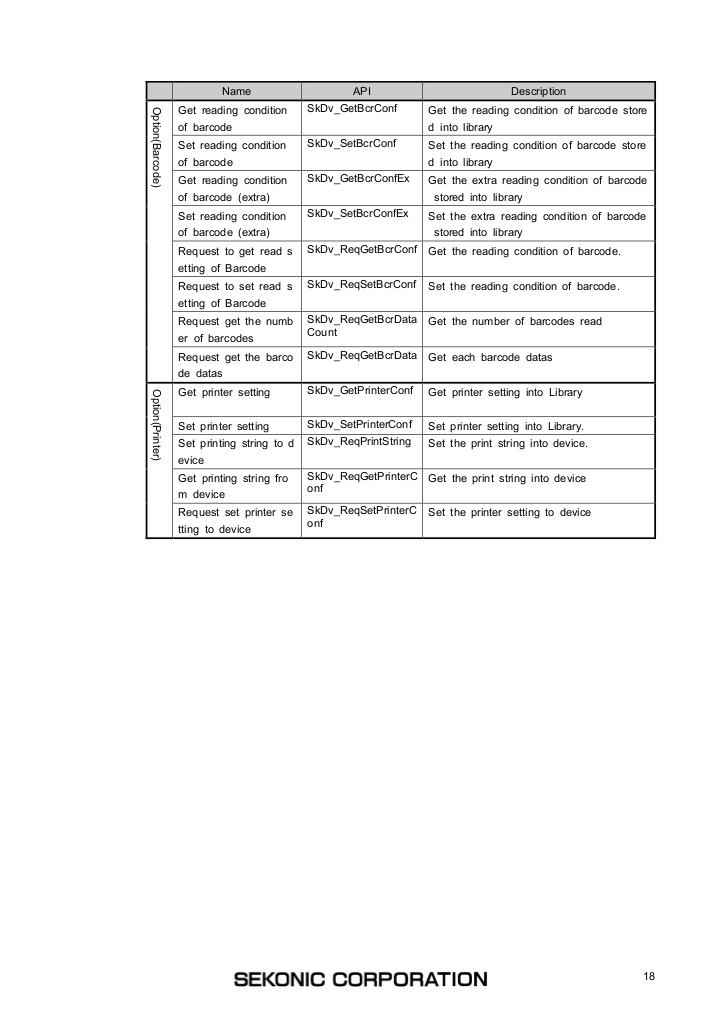 Name API Description
Option(Barcode)
Get reading condition SkDv_GetBcrConf Get the reading condition of barcode store
of barcode d into library
Set reading condition SkDv_SetBcrConf Set the reading condition of barcode store
of barcode d into library
Get reading condition SkDv_GetBcrConfEx Get the extra reading condition of barcode
of barcode (extra) stored into library
Set reading condition SkDv_SetBcrConfEx Set the extra reading condition of barcode
of barcode (extra) stored into library
Request to get read s SkDv_ReqGetBcrConf Get the reading condition of barcode.
etting of Barcode
Request to set read s SkDv_ReqSetBcrConf Set the reading condition of barcode.
etting of Barcode
Request get the numb SkDv_ReqGetBcrData Get the number of barcodes read
er of barcodes Count
Request get the barco SkDv_ReqGetBcrData Get each barcode datas
de datas
Option(Printer)
Get printer setting SkDv_GetPrinterConf Get printer setting into Library
Set printer setting SkDv_SetPrinterConf Set printer setting into Library.
Set printing string to d SkDv_ReqPrintString Set the print string into device.
evice
Get printing string fro SkDv_ReqGetPrinterC Get the print string into device
m device onf
Request set printer se SkDv_ReqSetPrinterC Set the printer setting to device
tting to device onf
SEKONIC CORPORATION 18